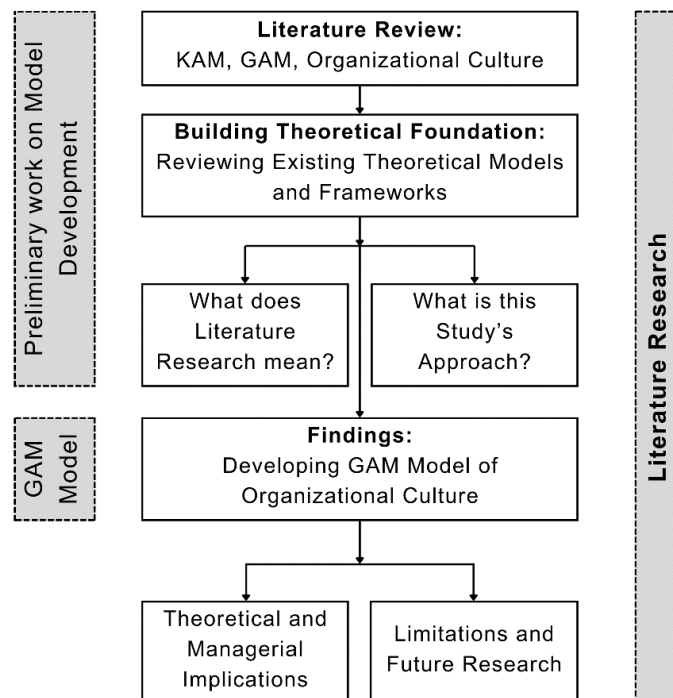 Literature Review:
KAM, GAM, Organizational Culture
Building Theoretical Foundation:
Reviewing Existing Theoretical Models
and Frameworks
What does
Literature
Research mean?
What is this
Study's
Approach?
Findings:
Developing GAM Model of
Organizational Culture
Theoretical and
Managerial
Implications
Limitations and
Future Research
Preliminary work on Model
Development
GAM
Model
Literature Research